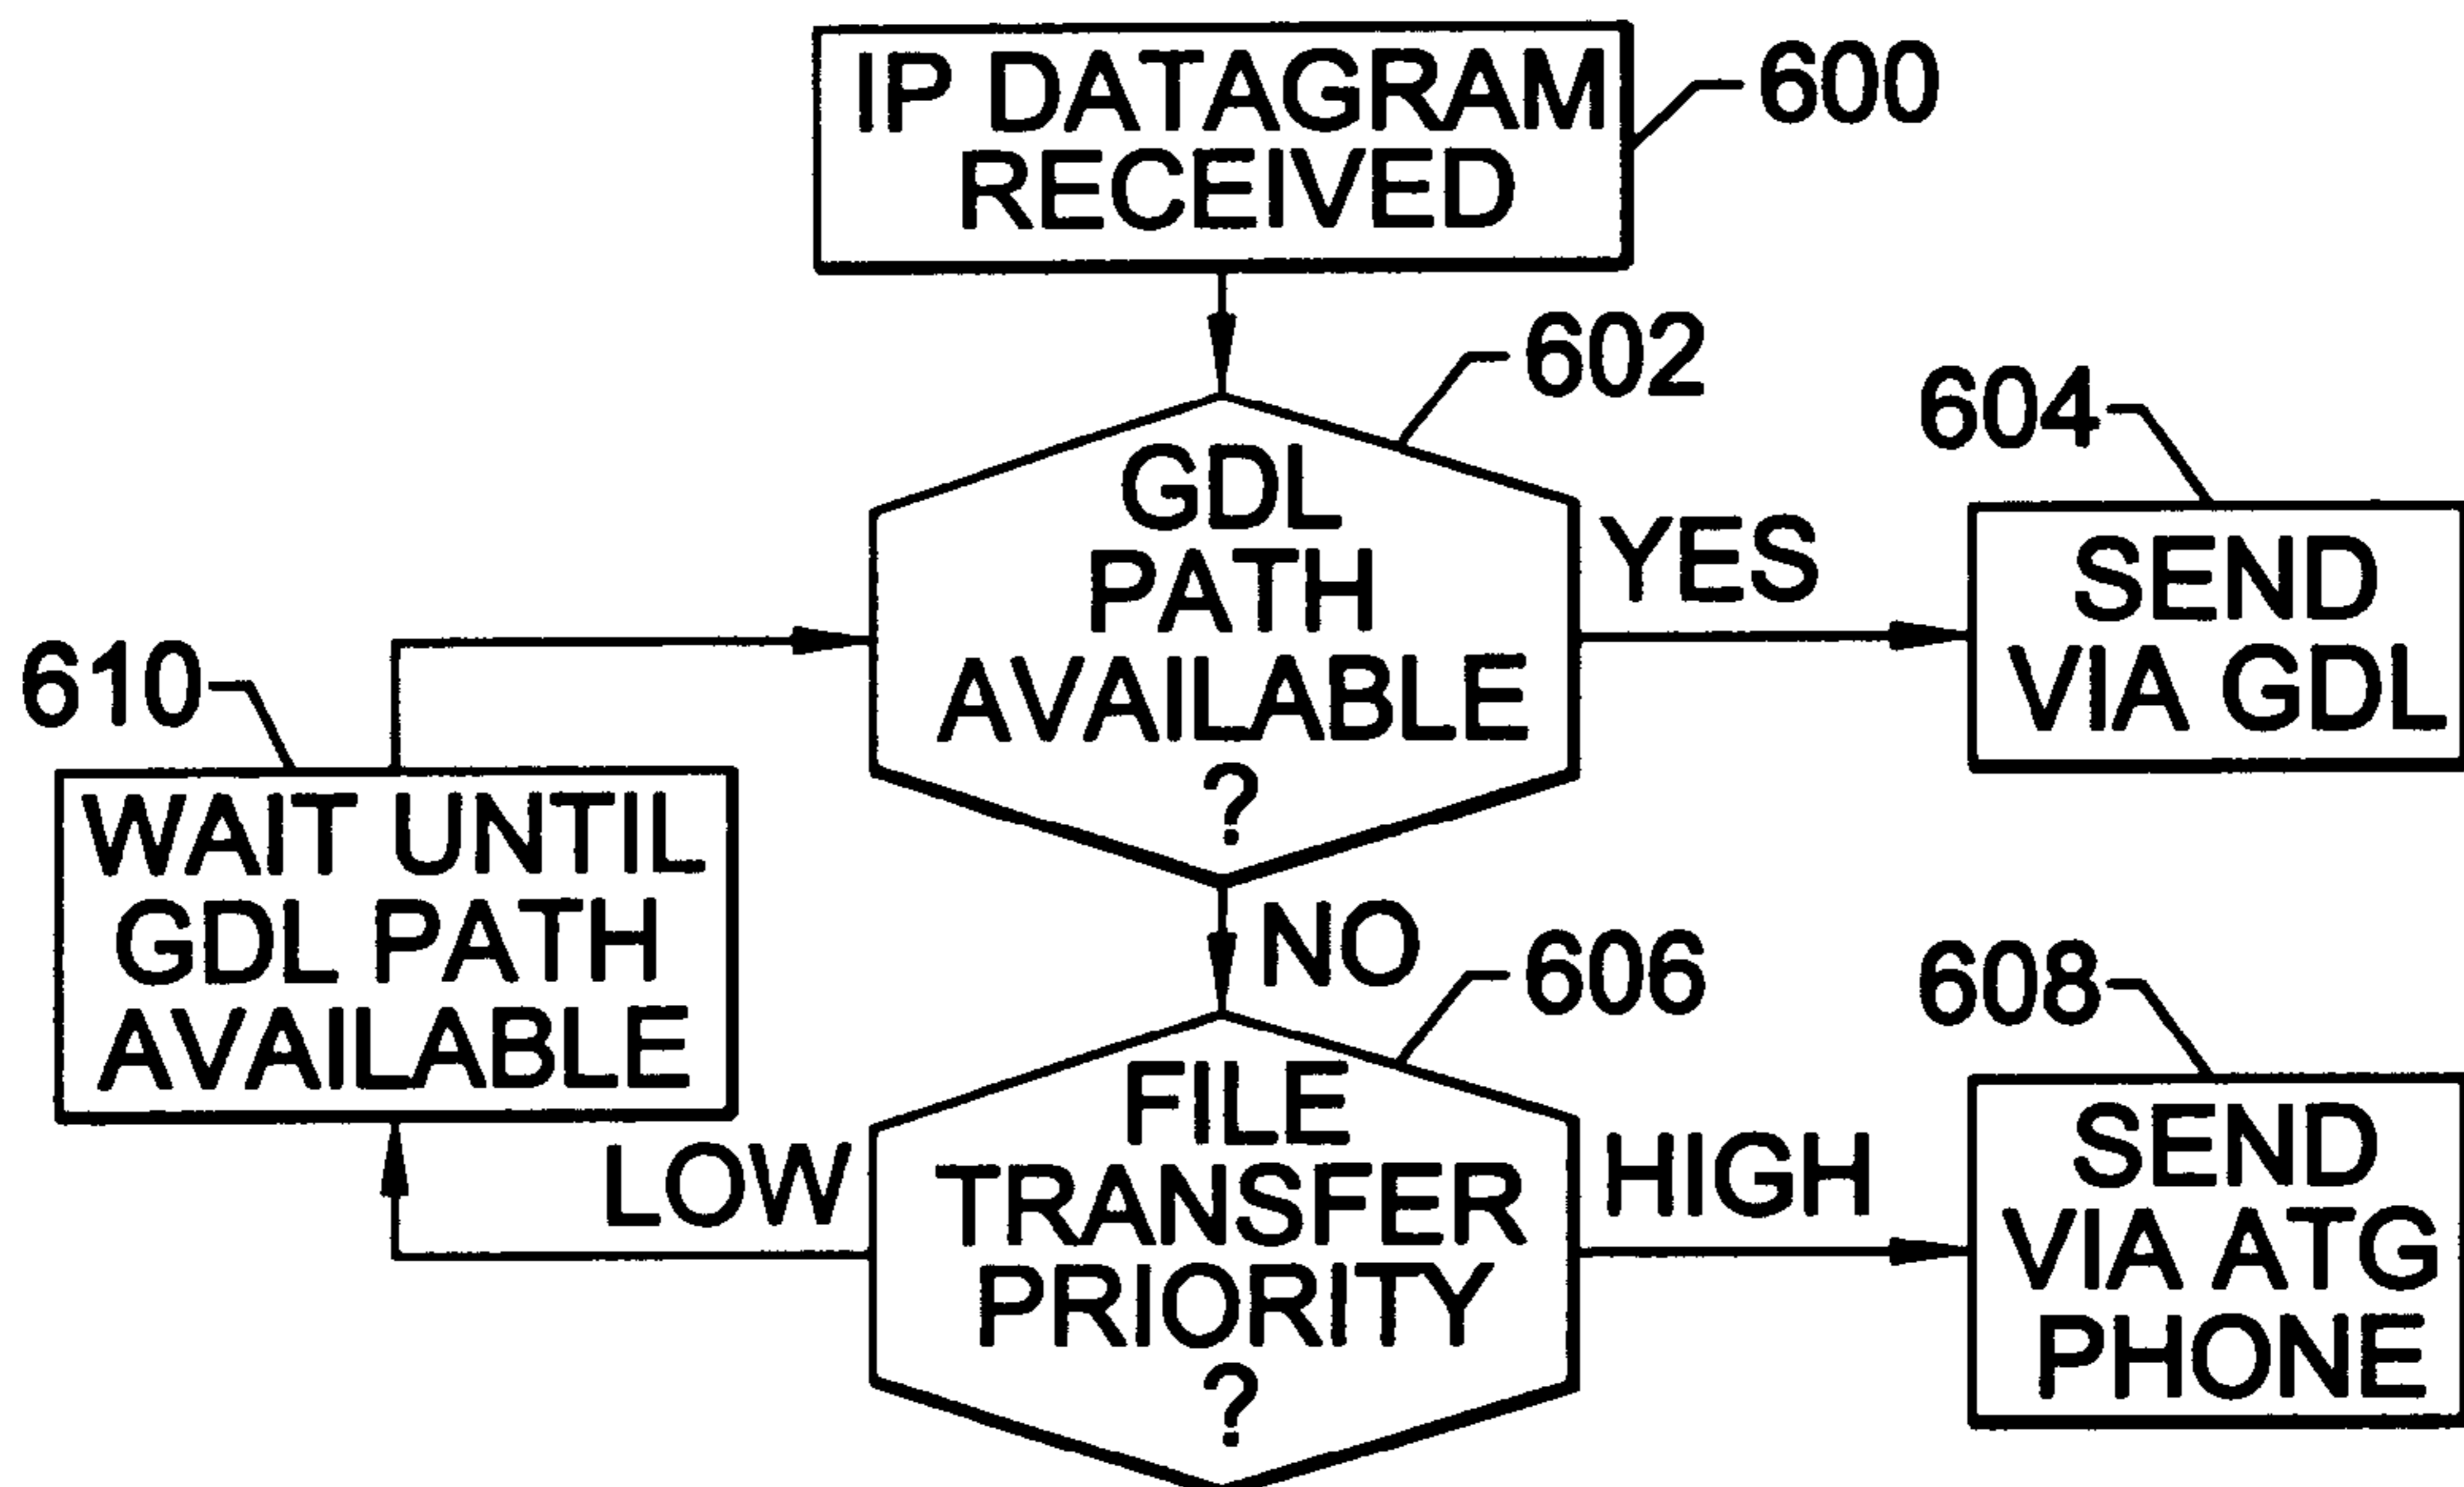 IP DATAGRAM
RECEIVED
600
602
GDL
PATH
AVAILABLE
?
YES
604
SEND
VIA GDL
610
WAIT UNTIL
GDL PATH
AVAILABLE
NO
606
FILE
TRANSFER
PRIORITY
?
LOW
HIGH
608
SEND
VIA ATG
PHONE